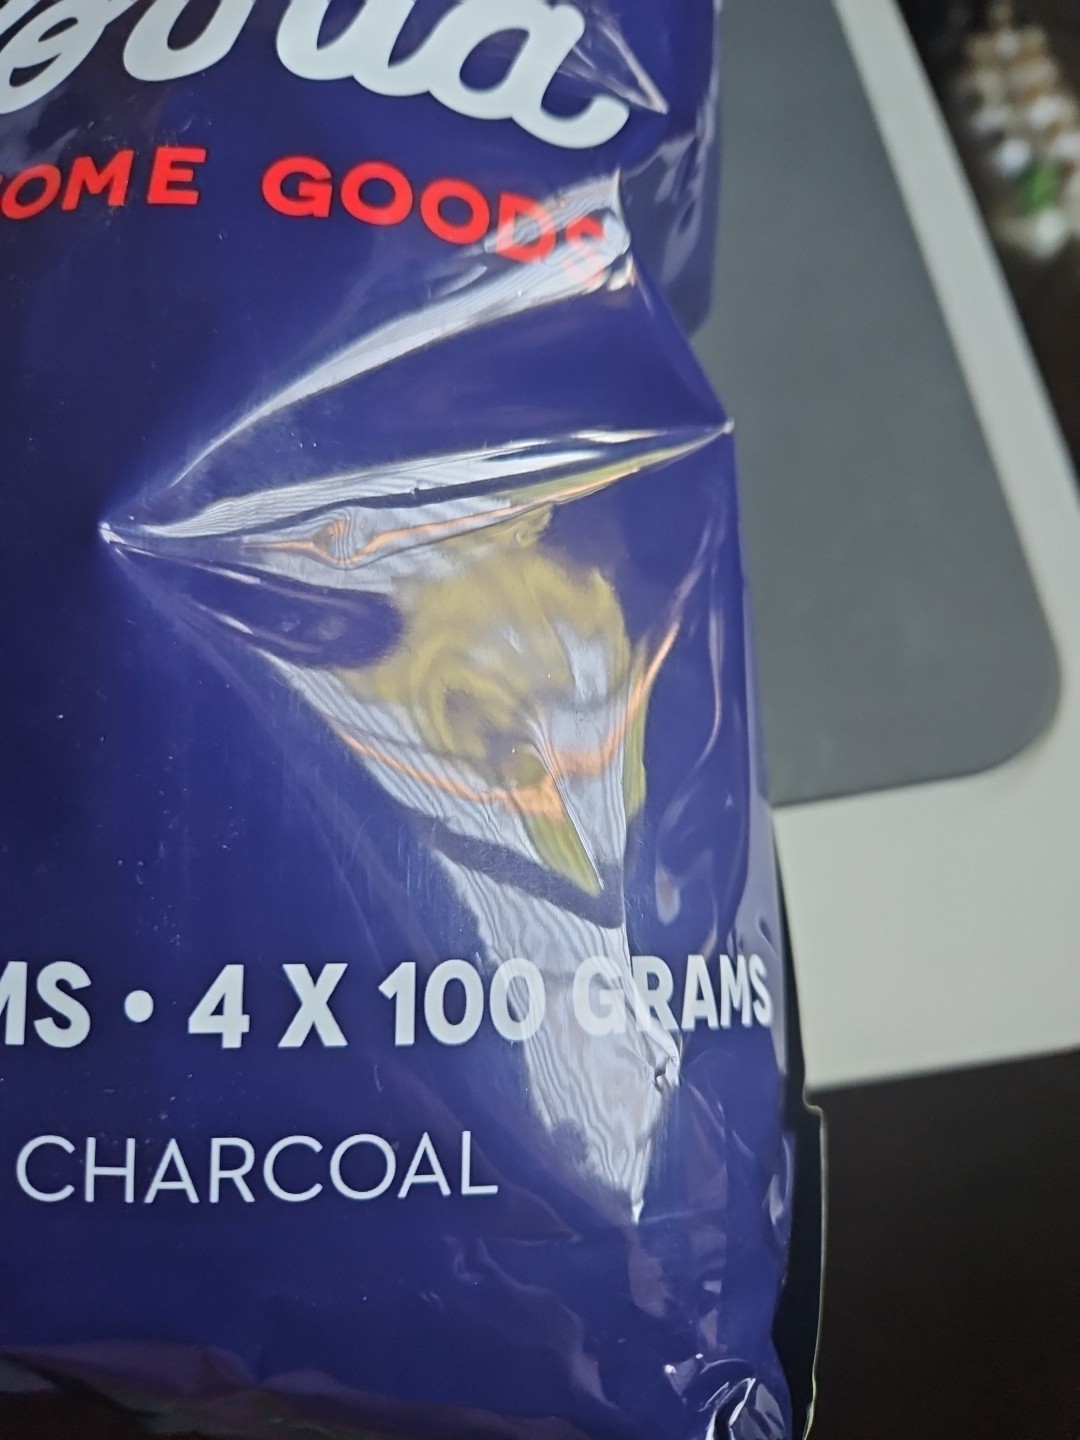 OME GOODS
MS • 4 X 100 GRAMS
CHARCOAL